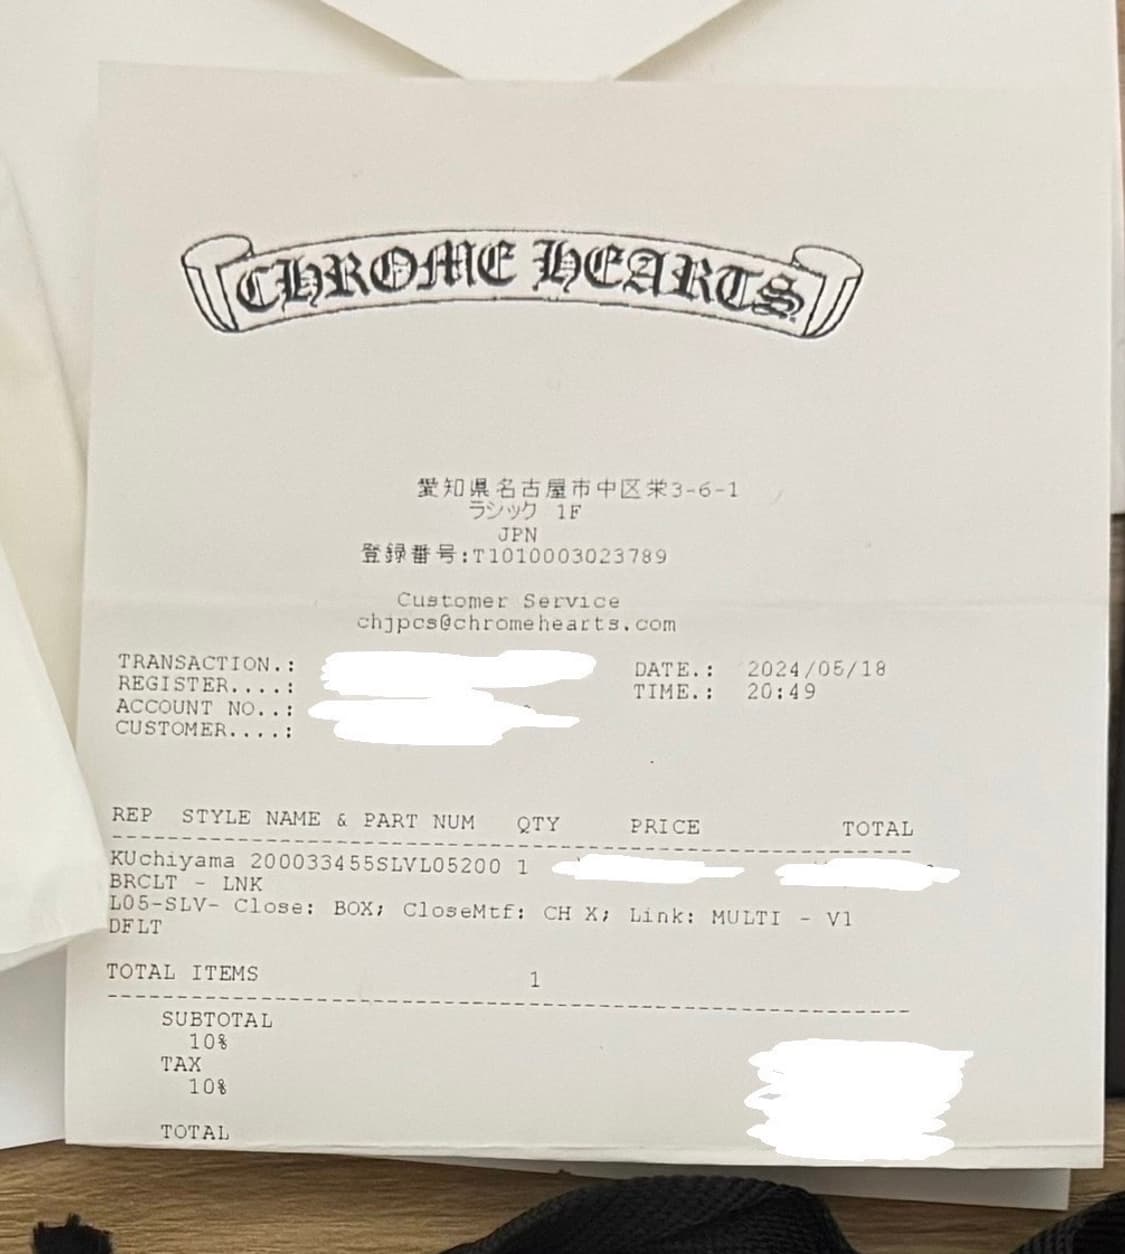 CHROME HEARTS
愛知県名古屋市中区栄3-6-1
ラシック 1F
JPN
登録番号:T1010003023789
Customer Service
chjpcs@chromehearts.com
TRANSACTION.:
REGISTER....:
ACCOUNT NO..:
CUSTOMER....:
DATE.: 2024/05/18
TIME.: 20:49
REP STYLE NAME & PART NUM QTY PRICE TOTAL
KUchiyama 200033455SLVL05200 1
BRCLT - LNK
L05-SLV- Close: BOX; CloseMtf: CH X; Link: MULTI - V1
DFLT
TOTAL ITEMS 1
SUBTOTAL
10%
TAX
10%
TOTAL